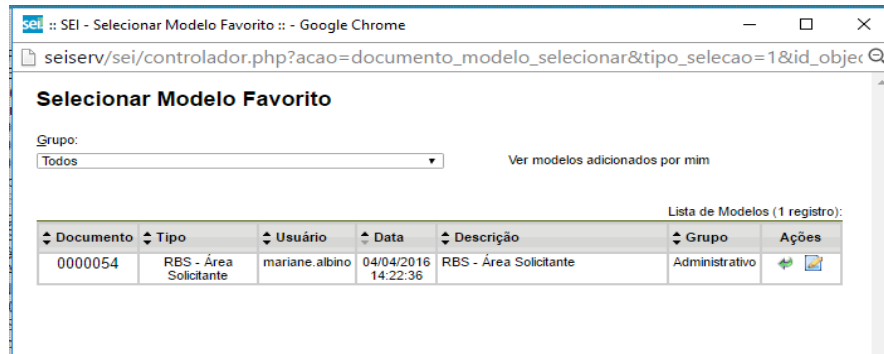 sei! :: SEI - Selecionar Modelo Favorito :: - Google Chrome
seiserv/sei/controlador.php?acao=documento_modelo_selecionar&tipo_selecao=1&id_objec
Selecionar Modelo Favorito
Grupo:
Todos Ver modelos adicionados por mim
Lista de Modelos (1 registro):
Documento Tipo Usuário Data Descrição Grupo Ações
0000054 RBS - Área Solicitante mariane.albino 04/04/2016 14:22:36 RBS - Área Solicitante Administrativo